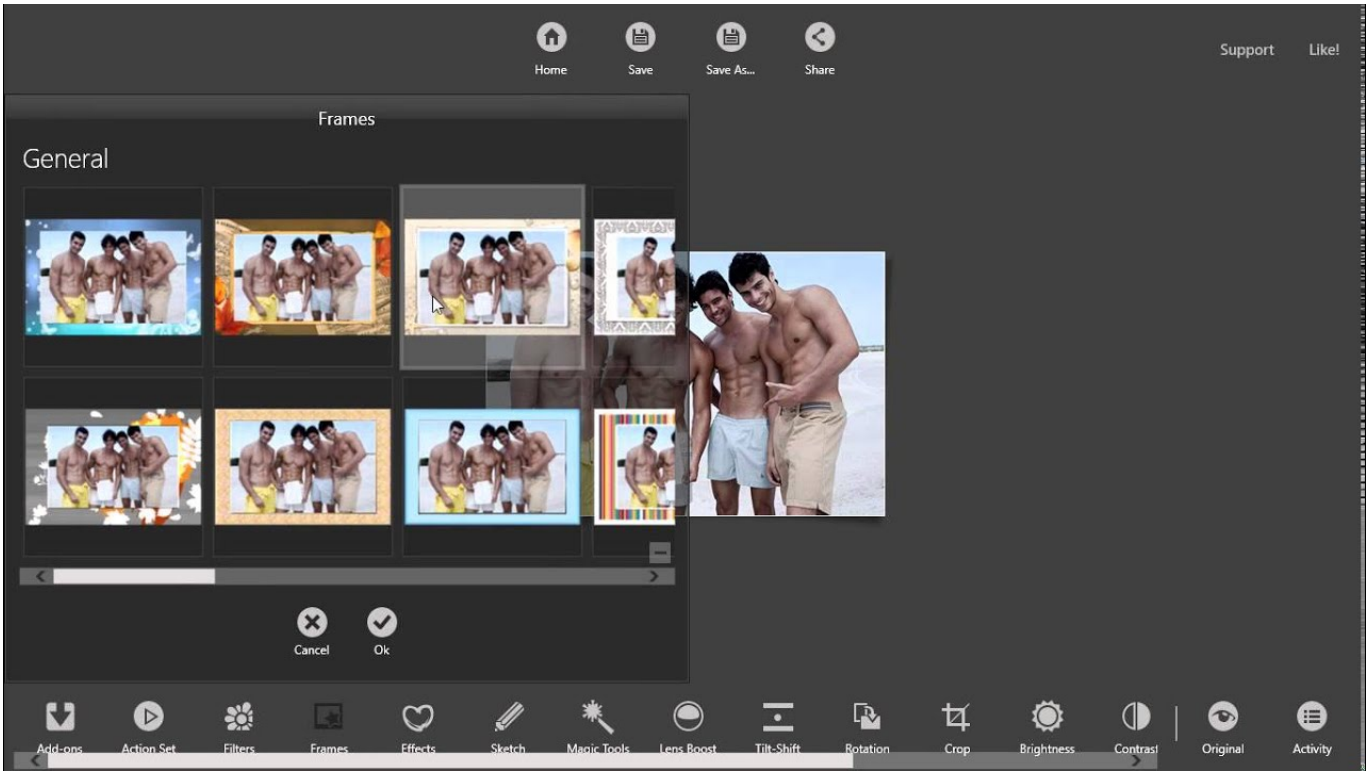 Home Save Save As... Share
Support Like!
Frames
General
Cancel Ok
Add-ons Action Set Filters Frames Effects Sketch Magic Tools Lens Boost Tilt-Shift Rotation Crop Brightness Contrast Original Activity